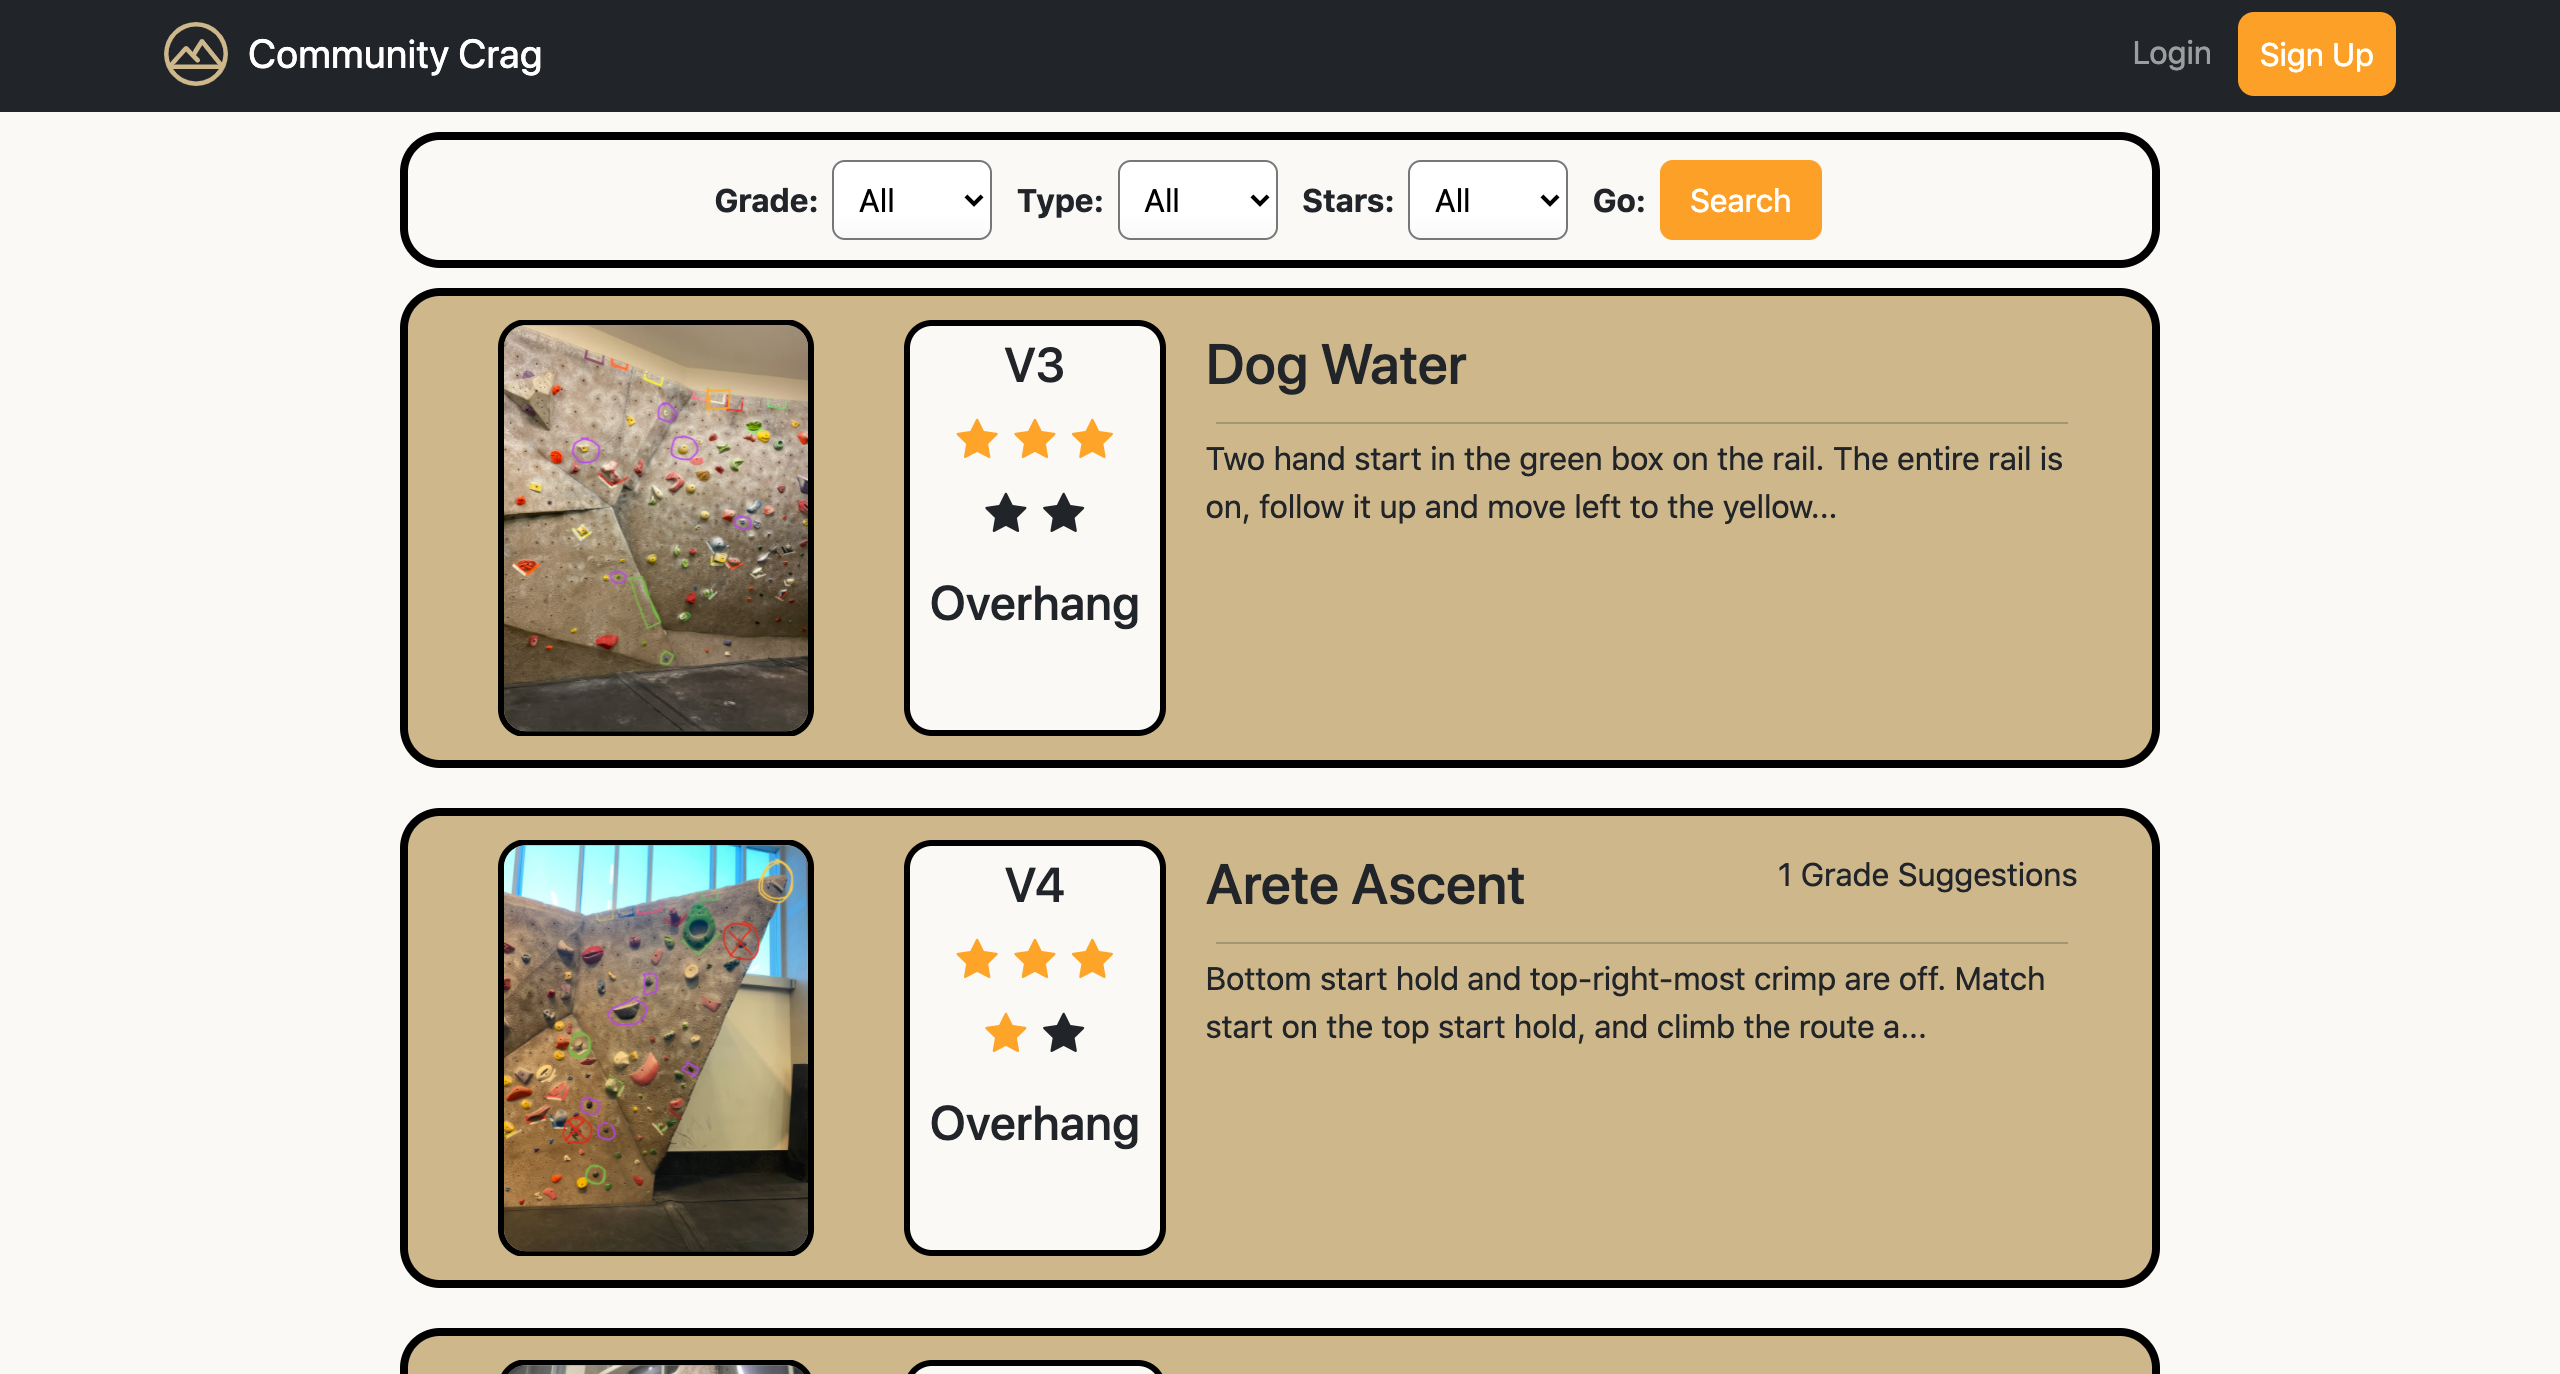 Community Crag
Login
Sign Up
Grade: All Type: All Stars: All Go: Search
V3
Overhang
Dog Water
Two hand start in the green box on the rail. The entire rail is
on, follow it up and move left to the yellow...
V4
Overhang
Arete Ascent
1 Grade Suggestions
Bottom start hold and top-right-most crimp are off. Match
start on the top start hold, and climb the route a...